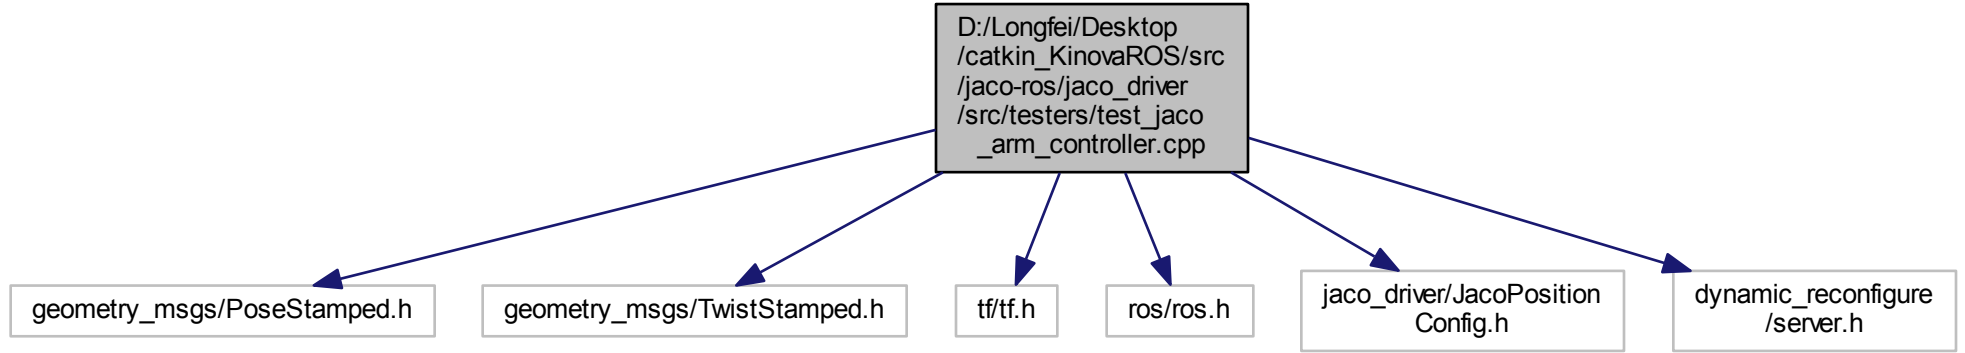 D:/Longfei/Desktop
/catkin_KinovaROS/src
/jaco-ros/jaco_driver
/src/testers/test_jaco
_arm_controller.cpp
geometry_msgs/PoseStamped.h
geometry_msgs/TwistStamped.h
tf/tf.h
ros/ros.h
jaco_driver/JacoPosition
Config.h
dynamic_reconfigure
/server.h